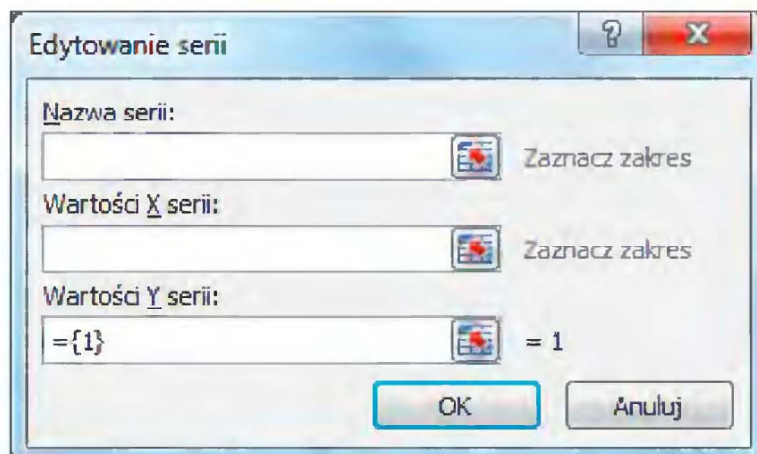 Edytowanie serii
Nazwa serii:
Zaznacz zakres
Wartości X serii:
Zaznacz zakres
Wartości Y serii:
={1} = 1
OK Anuluj